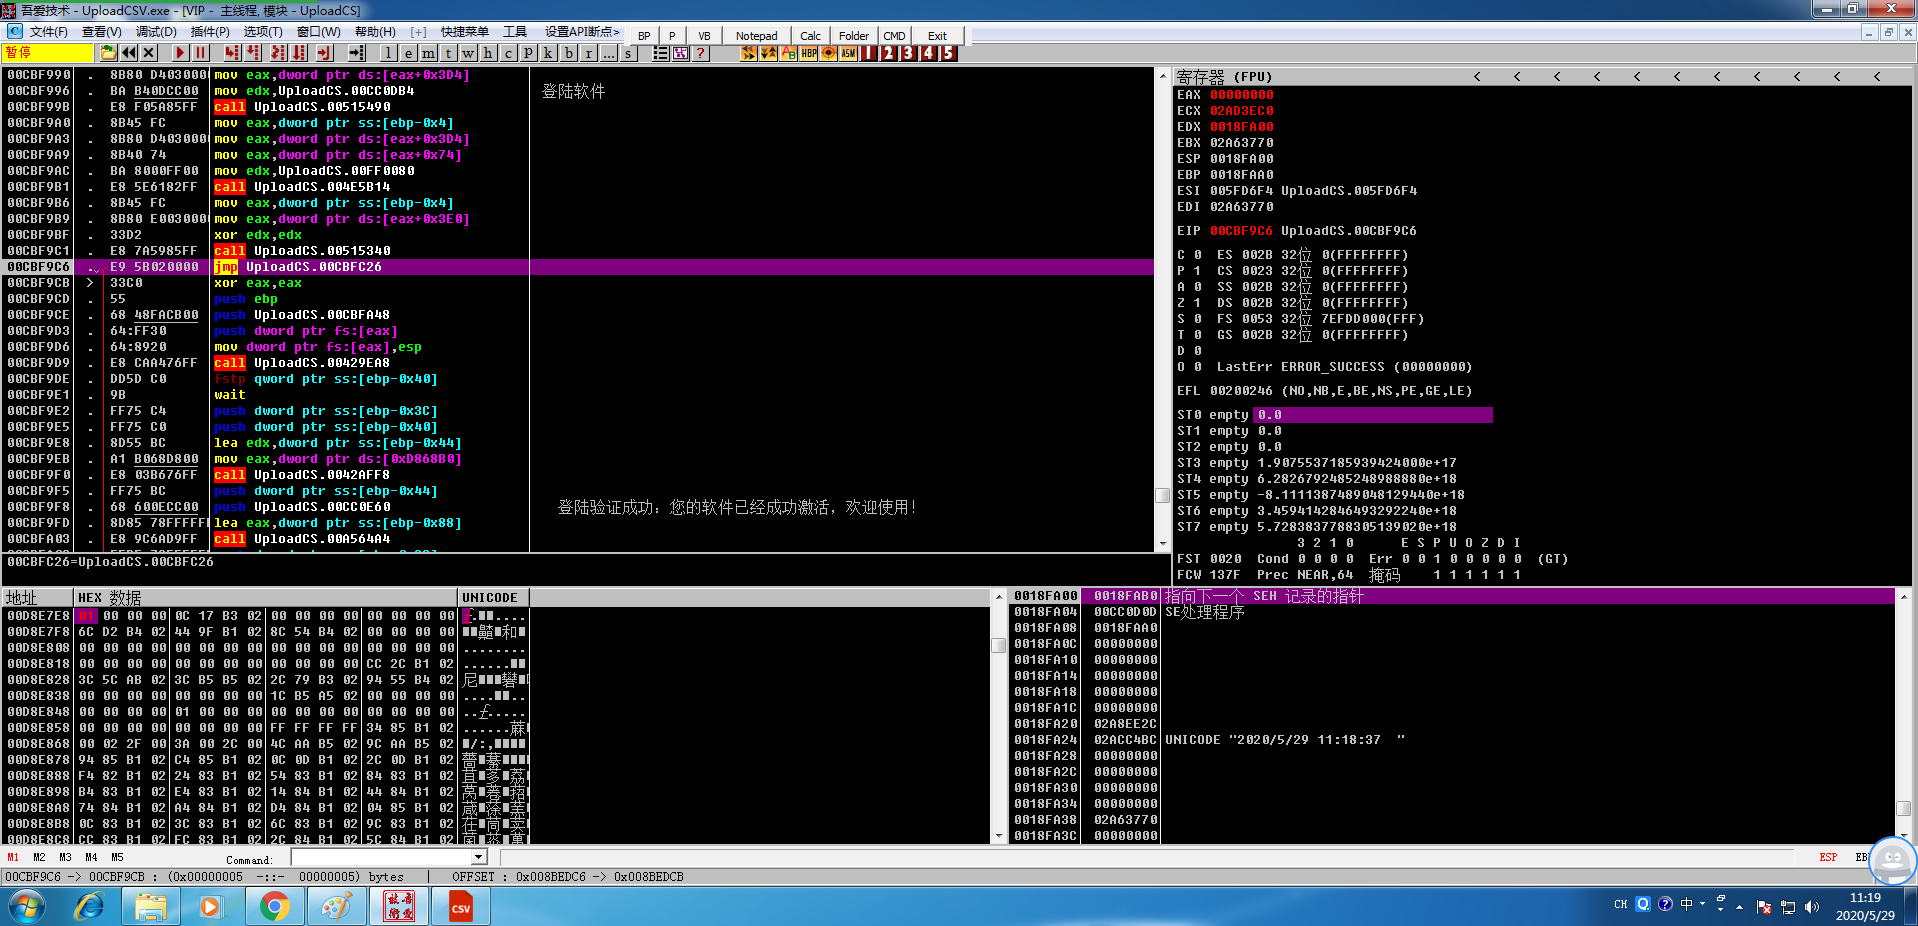 吾爱技术 - UploadCSV.exe - [VIP - 主线程, 模块 - UploadCS]
文件(F) 查看(V) 调试(D) 插件(P) 选项(T) 窗口(W) 帮助(H) [+] 快捷菜单 工具 设置API断点> BP P VB Notepad Calc Folder CMD Exit
暂停 l e m t w h c p k b r ... s ? HBP ASM 1 2 3 4 5
00CBF990 . 8B80 D4030000 mov eax,dword ptr ds:[eax+0x3D4]
00CBF996 . BA B40DCC00 mov edx,UploadCS.00CC0DB4 登陆软件
00CBF99B . E8 F05A85FF call UploadCS.00515490
00CBF9A0 . 8B45 FC mov eax,dword ptr ss:[ebp-0x4]
00CBF9A3 . 8B80 D4030000 mov eax,dword ptr ds:[eax+0x3D4]
00CBF9A9 . 8B40 74 mov eax,dword ptr ds:[eax+0x74]
00CBF9AC . BA 8000FF00 mov edx,UploadCS.00FF0080
00CBF9B1 . E8 5E6182FF call UploadCS.004E5B14
00CBF9B6 . 8B45 FC mov eax,dword ptr ss:[ebp-0x4]
00CBF9B9 . 8B80 E0030000 mov eax,dword ptr ds:[eax+0x3E0]
00CBF9BF . 33D2 xor edx,edx
00CBF9C1 . E8 7A5985FF call UploadCS.00515340
00CBF9C6 . E9 5B020000 jmp UploadCS.00CBFC26
00CBF9CB > 33C0 xor eax,eax
00CBF9CD . 55 push ebp
00CBF9CE . 68 48FACB00 push UploadCS.00CBFA48
00CBF9D3 . 64:FF30 push dword ptr fs:[eax]
00CBF9D6 . 64:8920 mov dword ptr fs:[eax],esp
00CBF9D9 . E8 CAA476FF call UploadCS.00429EA8
00CBF9DE . DD5D C0 fstp qword ptr ss:[ebp-0x40]
00CBF9E1 . 9B wait
00CBF9E2 . FF75 C4 push dword ptr ss:[ebp-0x3C]
00CBF9E5 . FF75 C0 push dword ptr ss:[ebp-0x40]
00CBF9E8 . 8D55 BC lea edx,dword ptr ss:[ebp-0x44]
00CBF9EB . A1 B068D800 mov eax,dword ptr ds:[0xD868B0]
00CBF9F0 . E8 03B676FF call UploadCS.0042AFF8
00CBF9F5 . FF75 BC push dword ptr ss:[ebp-0x44]
00CBF9F8 . 68 600ECC00 push UploadCS.00CC0E60 登陆验证成功: 您的软件已经成功激活, 欢迎使用!
00CBF9FD . 8D85 78FFFFFF lea eax,dword ptr ss:[ebp-0x88]
00CBFA03 . E8 9C6AD9FF call UploadCS.00A564A4
00CBFC26=UploadCS.00CBFC26
寄存器 (FPU) < < < < < < < < < < <
EAX 00000000
ECX 02AD3EC0
EDX 0018FA00
EBX 02A63770
ESP 0018FA00
EBP 0018FAA0
ESI 005FD6F4 UploadCS.005FD6F4
EDI 02A63770
EIP 00CBF9C6 UploadCS.00CBF9C6
C 0 ES 002B 32位 0(FFFFFFFF)
P 1 CS 0023 32位 0(FFFFFFFF)
A 0 SS 002B 32位 0(FFFFFFFF)
Z 1 DS 002B 32位 0(FFFFFFFF)
S 0 FS 0053 32位 7EFDD000(FFF)
T 0 GS 002B 32位 0(FFFFFFFF)
D 0
O 0 LastErr ERROR_SUCCESS (00000000)
EFL 00200246 (NO,NB,E,BE,NS,PE,GE,LE)
ST0 empty 0.0
ST1 empty 0.0
ST2 empty 0.0
ST3 empty 1.9075537185939424000e+17
ST4 empty 6.2826792485248988880e+18
ST5 empty -8.1111387489048129440e+18
ST6 empty 3.4594142846493292240e+18
ST7 empty 5.7283837788305139020e+18
3 2 1 0 E S P U O Z D I
FST 0020 Cond 0 0 0 0 Err 0 0 1 0 0 0 0 0 (GT)
FCW 137F Prec NEAR,64 掩码 1 1 1 1 1 1
地址 HEX 数据 UNICODE
00D8E7E8 01 00 00 00 0C 17 B3 02 00 00 00 00 00 00 00 00
00D8E7F8 6C D2 B4 02 44 9F B1 02 8C 54 B4 02 00 00 00 00
00D8E808 00 00 00 00 00 00 00 00 00 00 00 00 00 00 00 00 ........
00D8E818 00 00 00 00 00 00 00 00 00 00 00 00 CC 2C B1 02
00D8E828 3C 5C AB 02 3C B5 B5 02 2C 79 B3 02 94 55 B4 02
00D8E838 00 00 00 00 00 00 00 00 1C B5 A5 02 00 00 00 00
00D8E848 00 00 00 00 01 00 00 00 00 00 00 00 00 00 00 00
00D8E858 00 00 00 00 00 00 00 00 FF FF FF FF 34 85 B1 02
00D8E868 00 02 2F 00 3A 00 2C 00 4C AA B5 02 9C AA B5 02
00D8E878 94 85 B1 02 C4 85 B1 02 0C 0D B1 02 2C 0D B1 02
00D8E888 F4 82 B1 02 24 83 B1 02 54 83 B1 02 84 83 B1 02
00D8E898 B4 83 B1 02 E4 83 B1 02 14 84 B1 02 44 84 B1 02
00D8E8A8 74 84 B1 02 A4 84 B1 02 D4 84 B1 02 04 85 B1 02
00D8E8B8 0C 83 B1 02 3C 83 B1 02 6C 83 B1 02 9C 83 B1 02
00D8E8C8 CC 83 B1 02 FC 83 B1 02 2C 84 B1 02 5C 84 B1 02
0018FA00 0018FAB0 指向下一个 SEH 记录的指针
0018FA04 00CC0D0D SE处理程序
0018FA08 0018FAA0
0018FA0C 00000000
0018FA10 00000000
0018FA14 00000000
0018FA18 00000000
0018FA1C 00000000
0018FA20 02A8EE2C
0018FA24 02ACC4BC UNICODE "2020/5/29 11:18:37 "
0018FA28 00000000
0018FA2C 00000000
0018FA30 00000000
0018FA34 00000000
0018FA38 02A63770
0018FA3C 00000000
M1 M2 M3 M4 M5 Command: ESP
00CBF9C6 -> 00CBF9CB : (0x00000005 -::- 00000005) bytes | OFFSET : 0x008BEDC6 -> 0x008BEDCB
CSV CH 中 11:19
2020/5/29